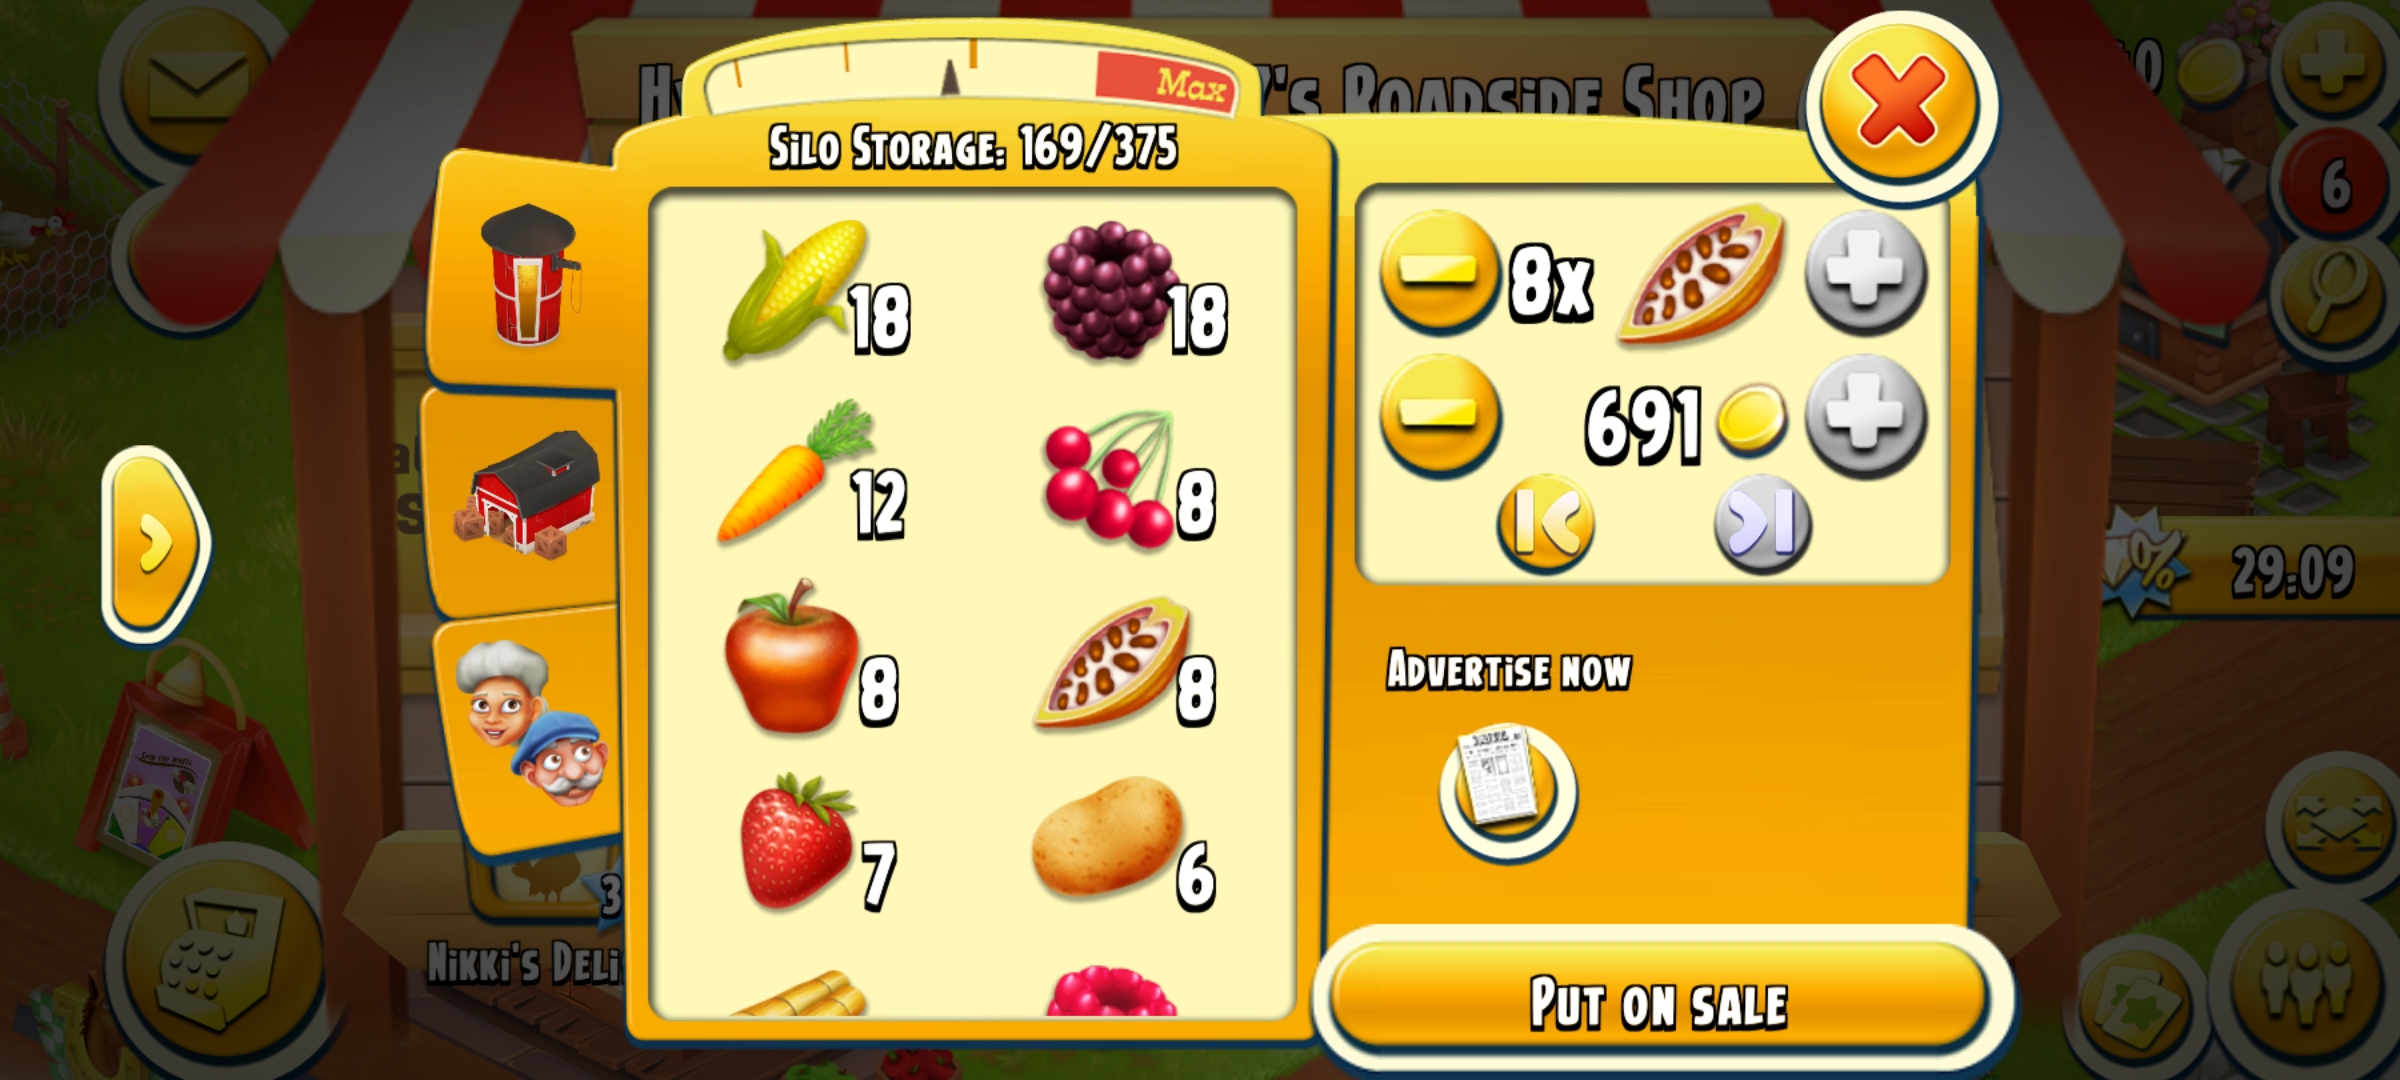 Max
'S ROADSIDE SHOP
SILO STORAGE: 169/375
18
18
8x
6
12
8
691
29:09
8
8
ADVERTISE NOW
7
6
NIKKI'S DELI
PUT ON SALE